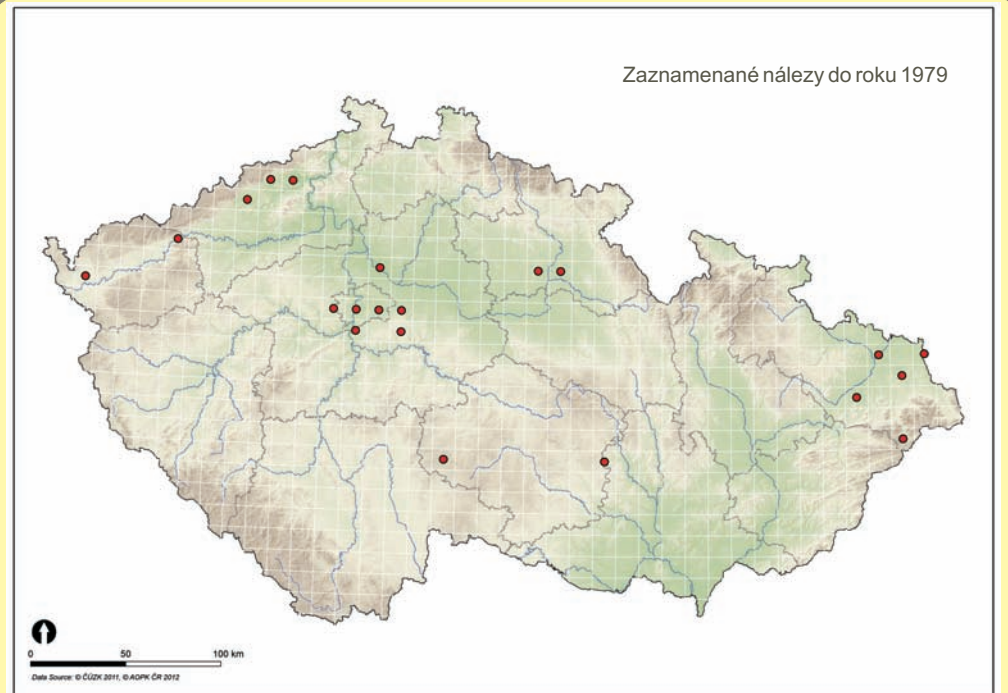 Zaznamenané nálezy do roku 1979
0 50 100 km
Data Source: © ČÚZK 2011, © AOPK ČR 2012